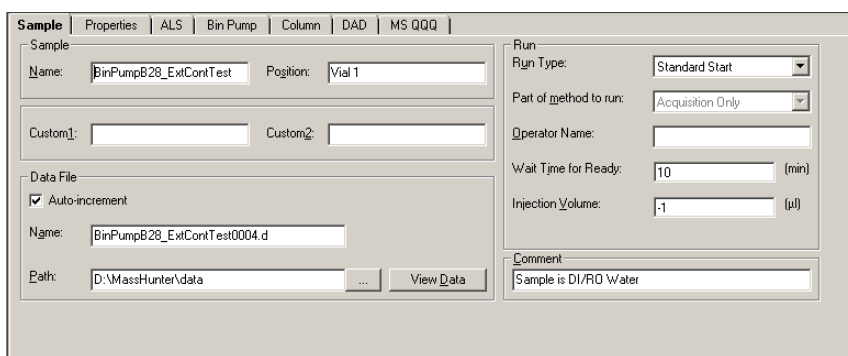 Sample Properties ALS Bin Pump Column DAD MS QQQ
Sample
Name: BinPumpB28_ExtContTest Position: Vial 1
Custom1: Custom2:
Data File
Auto-increment
Name: BinPumpB28_ExtContTest0004.d
Path: D:\MassHunter\data ... View Data
Run
Run Type: Standard Start
Part of method to run: Acquisition Only
Operator Name:
Wait Time for Ready: 10 (min)
Injection Volume: -1 (µl)
Comment
Sample is DI/RO Water